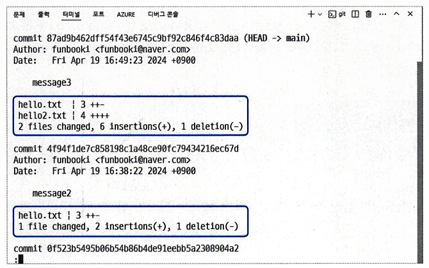 문제 출력 터미널 포트 AZURE 디버그 콘솔
git
commit 87ad9b462dff54f43e6745c9bf92c846f4c83daa (HEAD -> main)
Author: funbooki <funbooki@naver.com>
Date: Fri Apr 19 16:49:23 2024 +0900
message3
hello.txt | 3 ++-
hello2.txt | 4 ++++
2 files changed, 6 insertions(+), 1 deletion(-)
commit 4f94f1de7c858198c1a48ce90fc79434216ec67d
Author: funbooki <funbooki@naver.com>
Date: Fri Apr 19 16:38:22 2024 +0900
message2
hello.txt | 3 ++-
1 file changed, 2 insertions(+), 1 deletion(-)
commit 0f523b5495b06b54b86b4de91eebb5a2308904a2
: